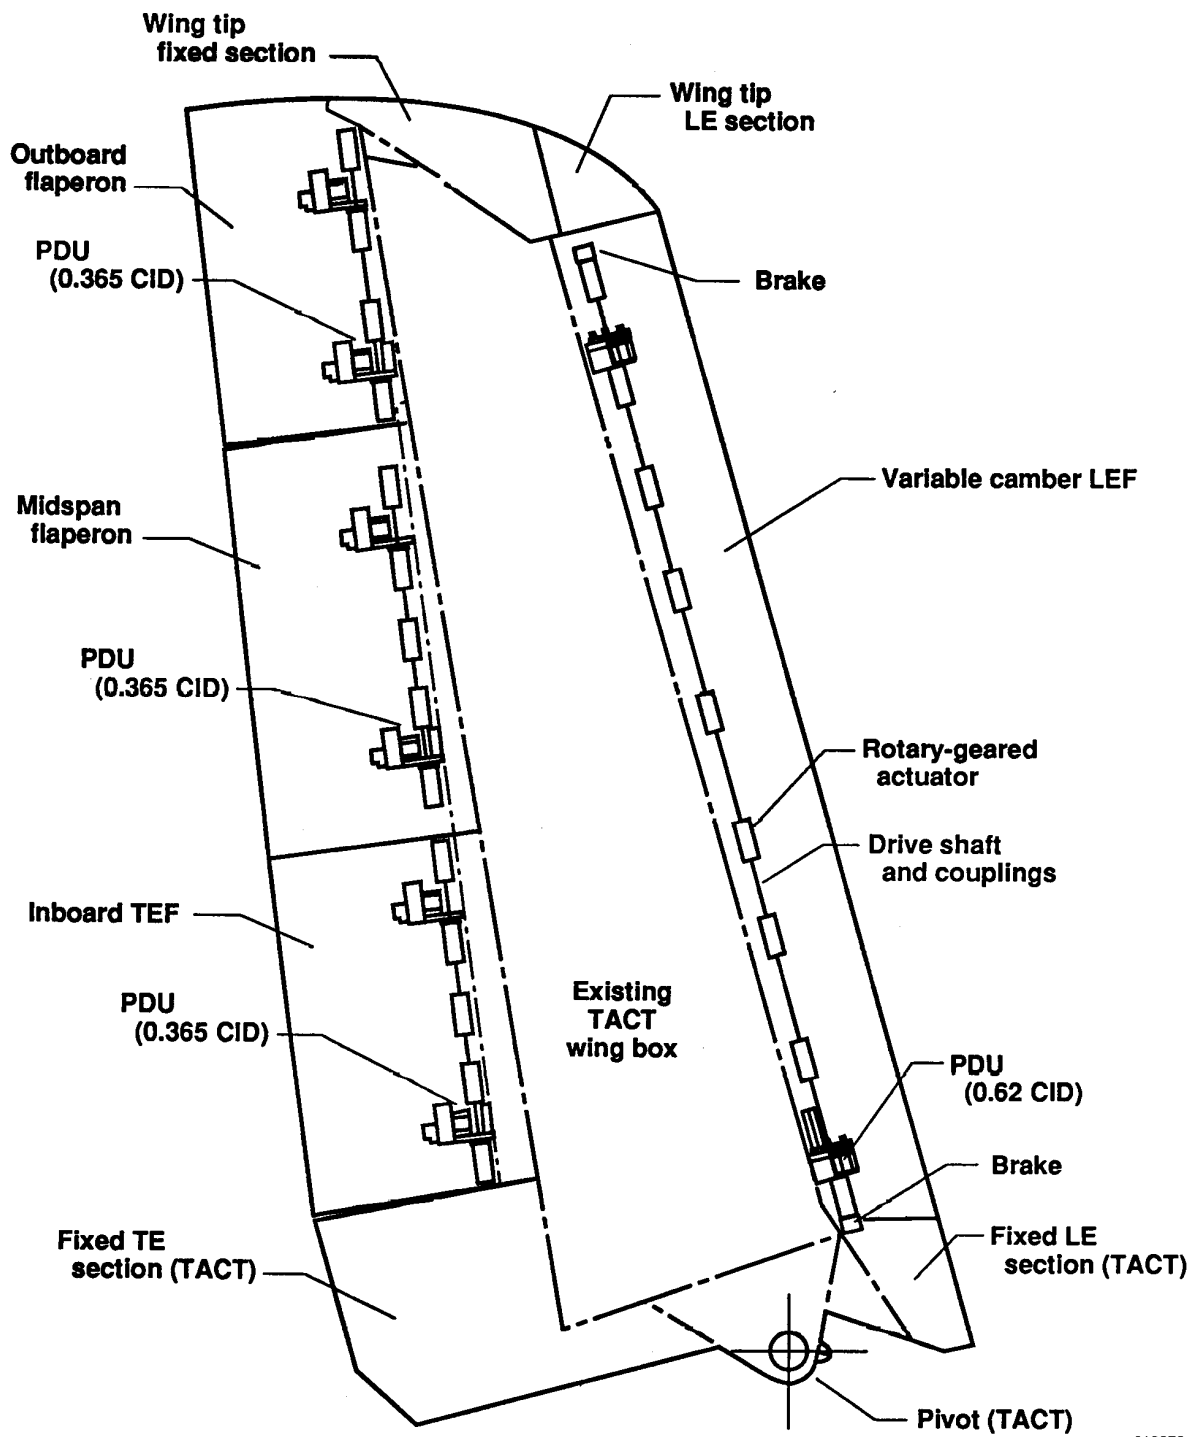 Wing tip
fixed section
Wing tip
LE section
Outboard
flaperon
PDU
(0.365 CID)
Brake
Variable camber LEF
Midspan
flaperon
PDU
(0.365 CID)
Rotary-geared
actuator
Drive shaft
and couplings
Inboard TEF
Existing
TACT
wing box
PDU
(0.365 CID)
PDU
(0.62 CID)
Brake
Fixed TE
section (TACT)
Fixed LE
section (TACT)
Pivot (TACT)